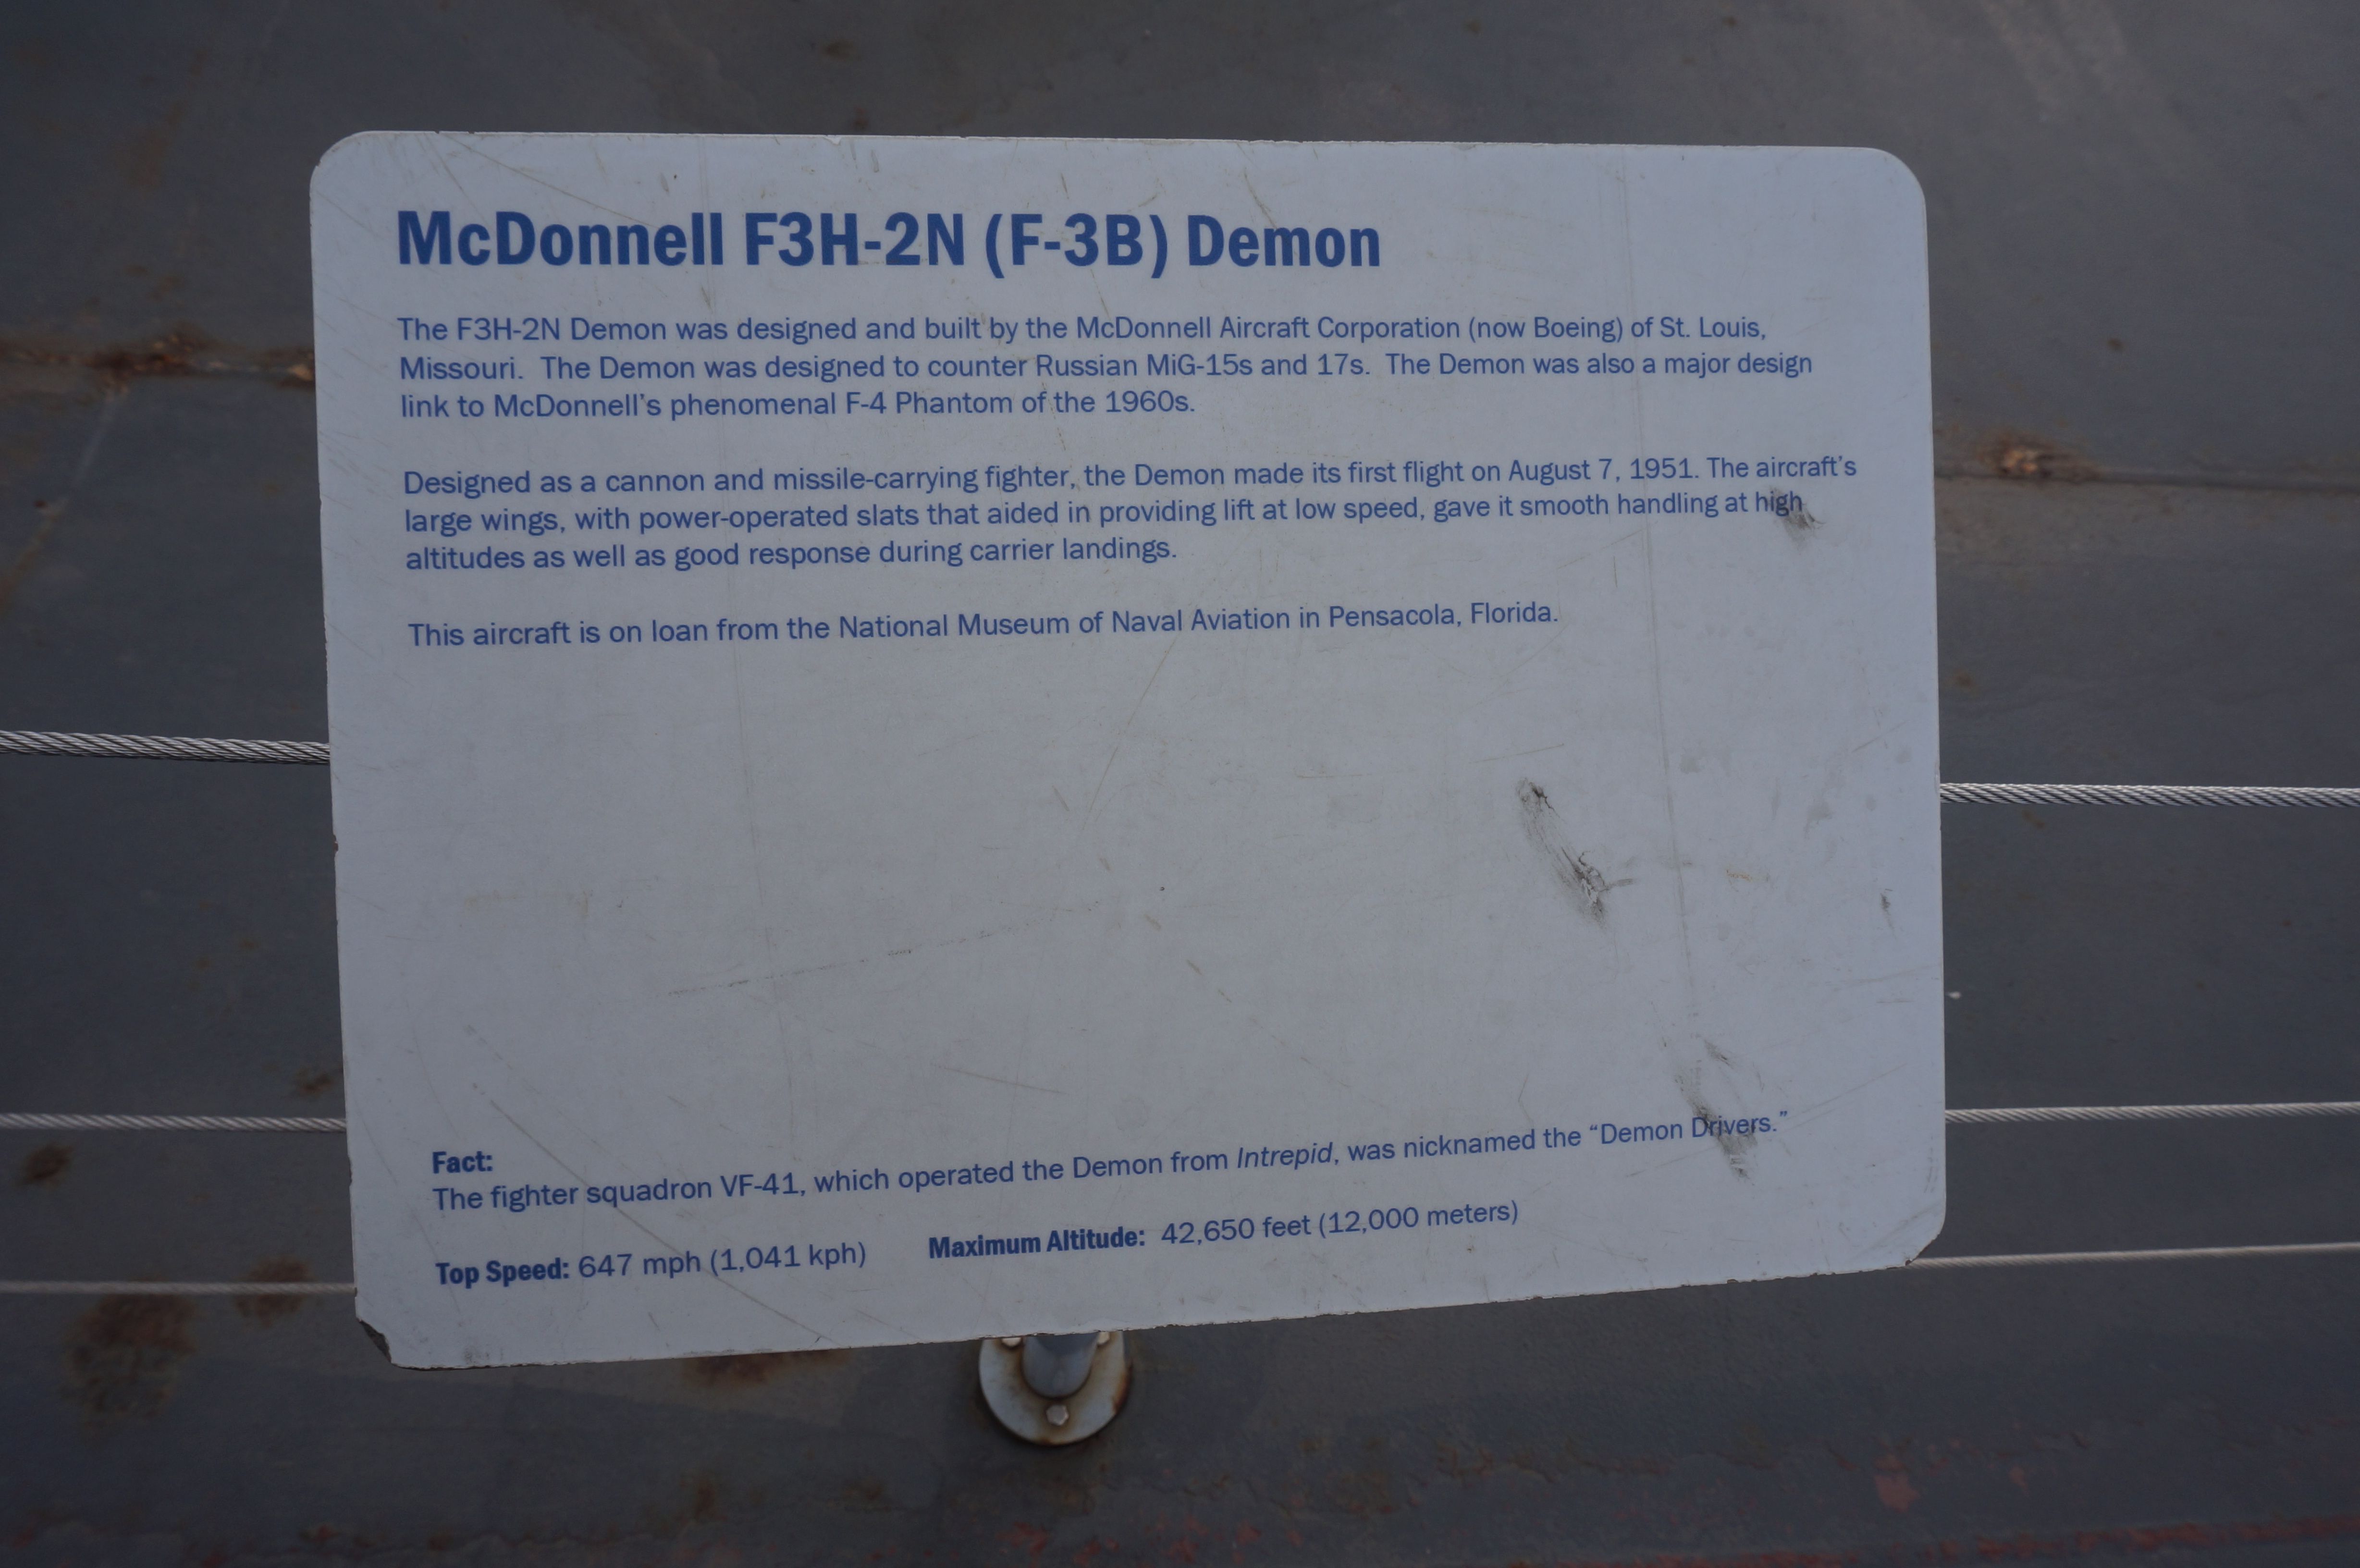 McDonnell F3H-2N (F-3B) Demon
The F3H-2N Demon was designed and built by the McDonnell Aircraft Corporation (now Boeing) of St. Louis,
Missouri. The Demon was designed to counter Russian MiG-15s and 17s. The Demon was also a major design
link to McDonnell's phenomenal F-4 Phantom of the 1960s.
Designed as a cannon and missile-carrying fighter, the Demon made its first flight on August 7, 1951. The aircraft's
large wings, with power-operated slats that aided in providing lift at low speed, gave it smooth handling at high
altitudes as well as good response during carrier landings.
This aircraft is on loan from the National Museum of Naval Aviation in Pensacola, Florida.
Fact:
The fighter squadron VF-41, which operated the Demon from Intrepid, was nicknamed the “Demon Drivers.”
Top Speed: 647 mph (1,041 kph) Maximum Altitude: 42,650 feet (12,000 meters)